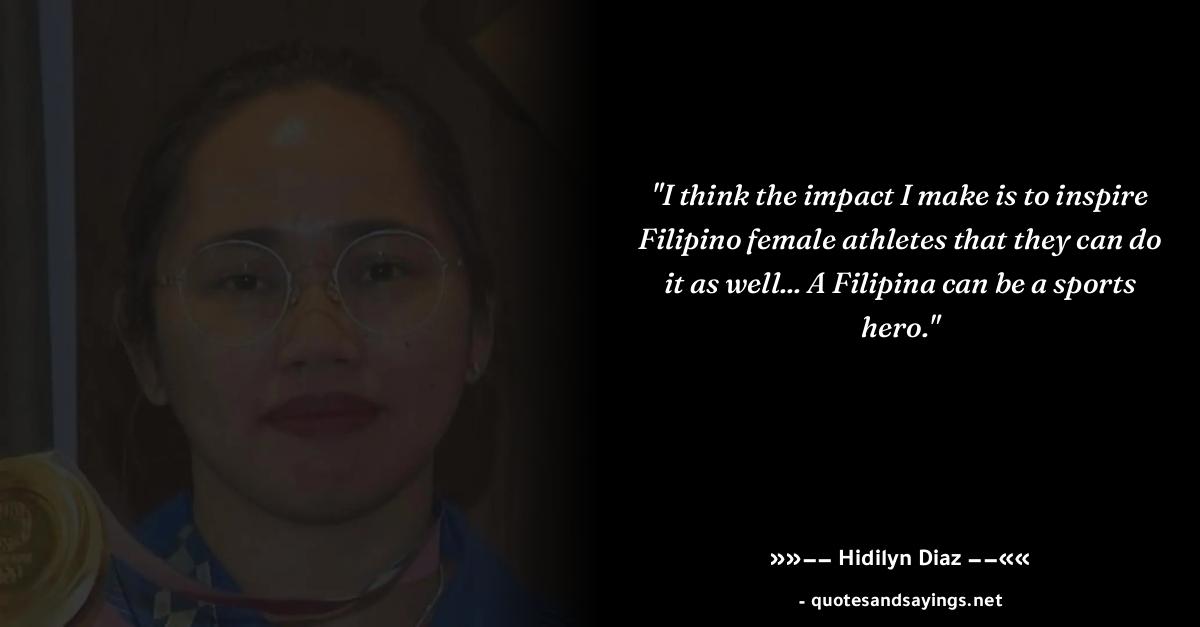 "I think the impact I make is to inspire
Filipino female athletes that they can do
it as well... A Filipina can be a sports
hero."
»»−− Hidilyn Diaz −−««
- quotesandsayings.net